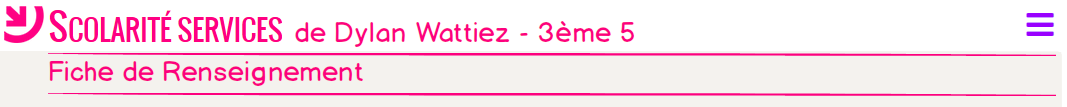 SCOLARITÉ SERVICES de Dylan Wattiez - 3ème 5
Fiche de Renseignement